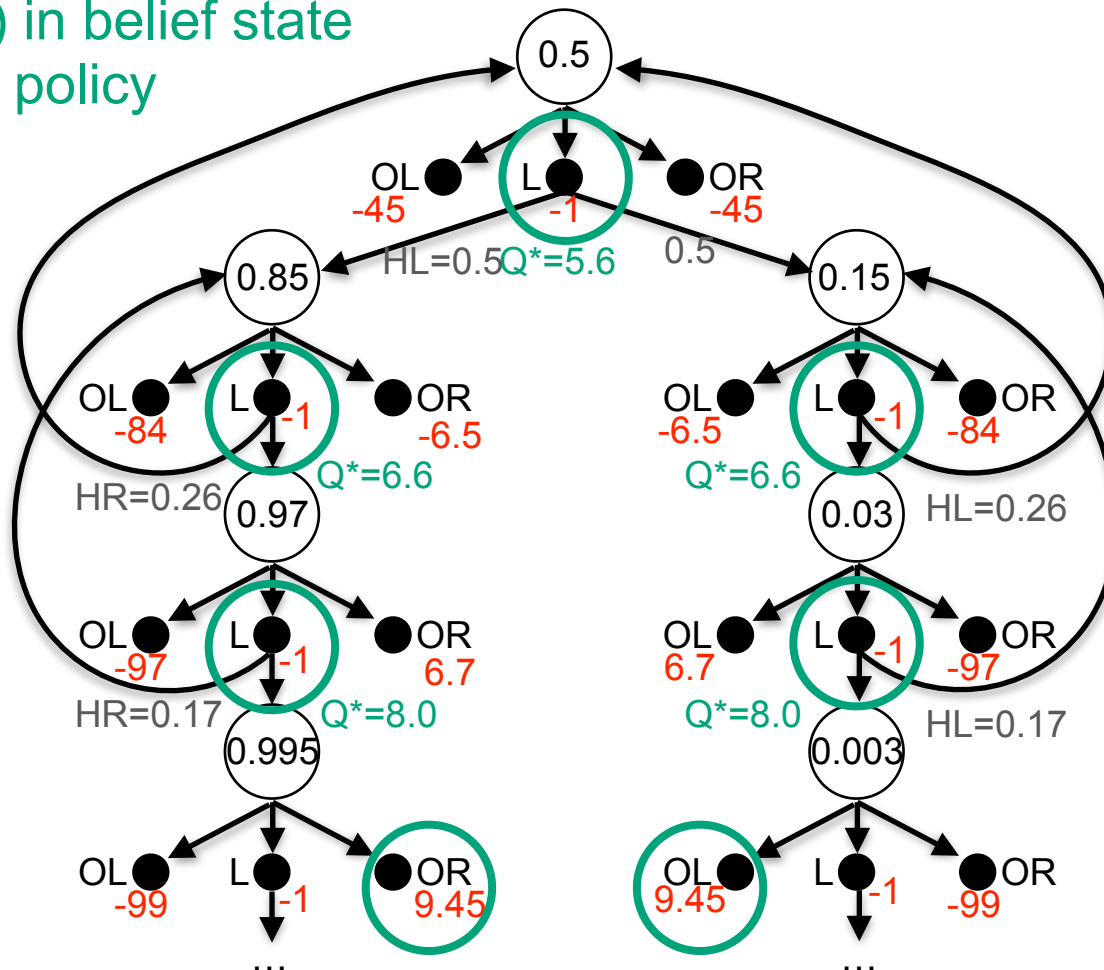 ) in belief state
policy
0.5
OL L OR
-45 -1 -45
HL=0.5 Q*=5.6 0.5
0.85 0.15
OL L OR OL L OR
-84 -1 -6.5 -6.5 -1 -84
Q*=6.6 Q*=6.6
HR=0.26 0.97 0.03 HL=0.26
OL L OR OL L OR
-97 -1 6.7 6.7 -1 -97
HR=0.17 Q*=8.0 Q*=8.0 HL=0.17
0.995 0.003
OL L OR OL L OR
-99 -1 9.45 9.45 -1 -99
... ...